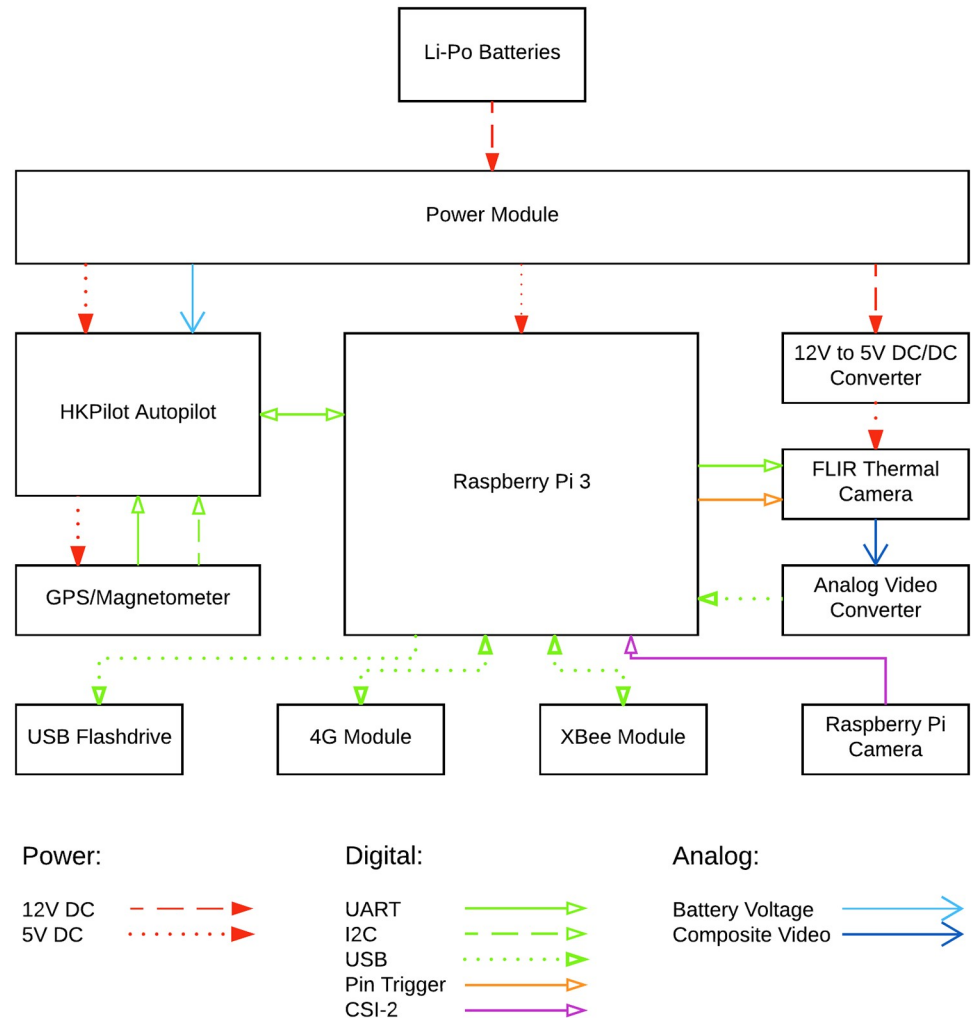 Li-Po Batteries
Power Module
HKPilot Autopilot
Raspberry Pi 3
12V to 5V DC/DC
Converter
FLIR Thermal
Camera
GPS/Magnetometer
Analog Video
Converter
USB Flashdrive
4G Module
XBee Module
Raspberry Pi
Camera
Power:
12V DC
5V DC
Digital:
UART
I2C
USB
Pin Trigger
CSI-2
Analog:
Battery Voltage
Composite Video